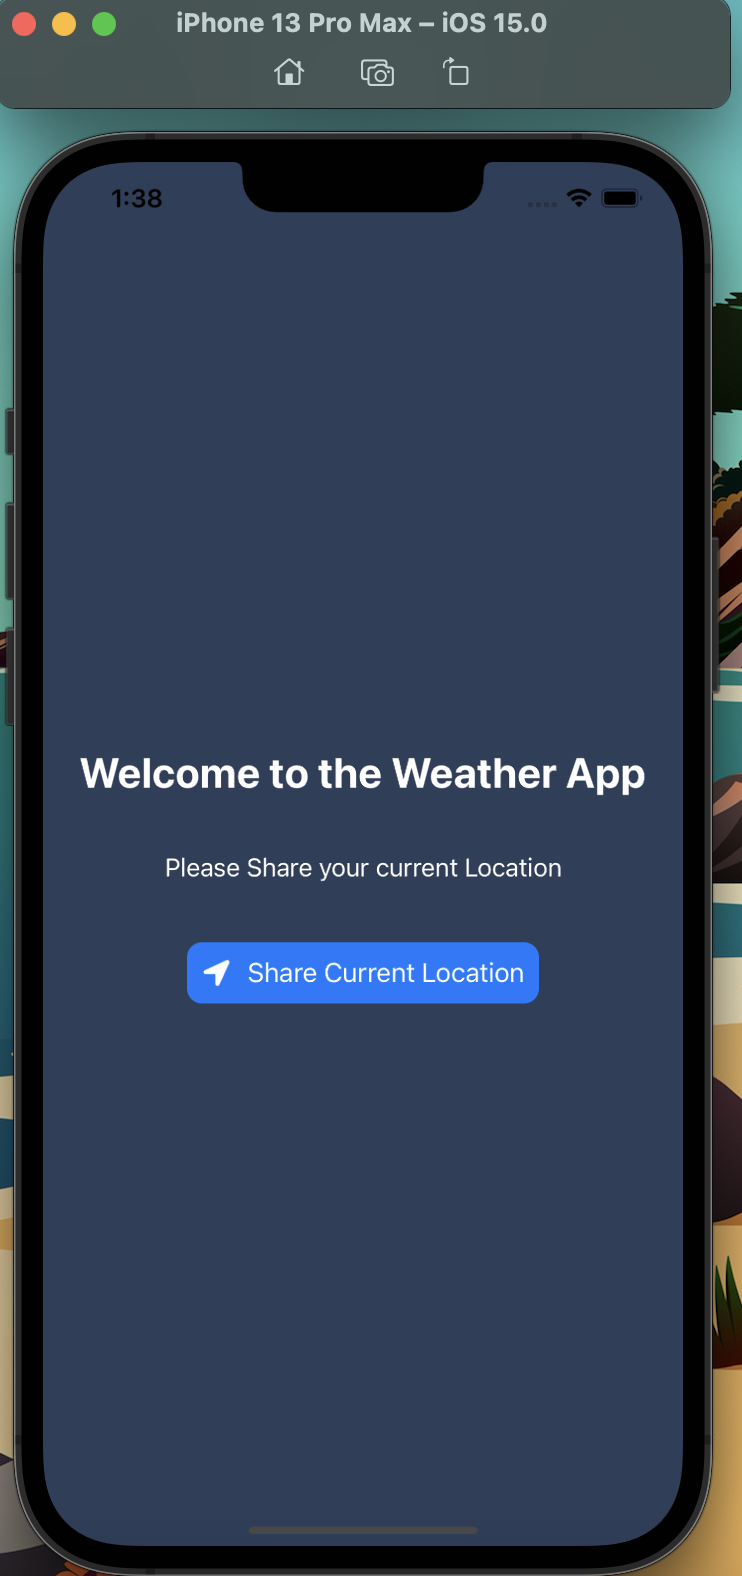 iPhone 13 Pro Max – iOS 15.0
1:38
Welcome to the Weather App
Please Share your current Location
Share Current Location